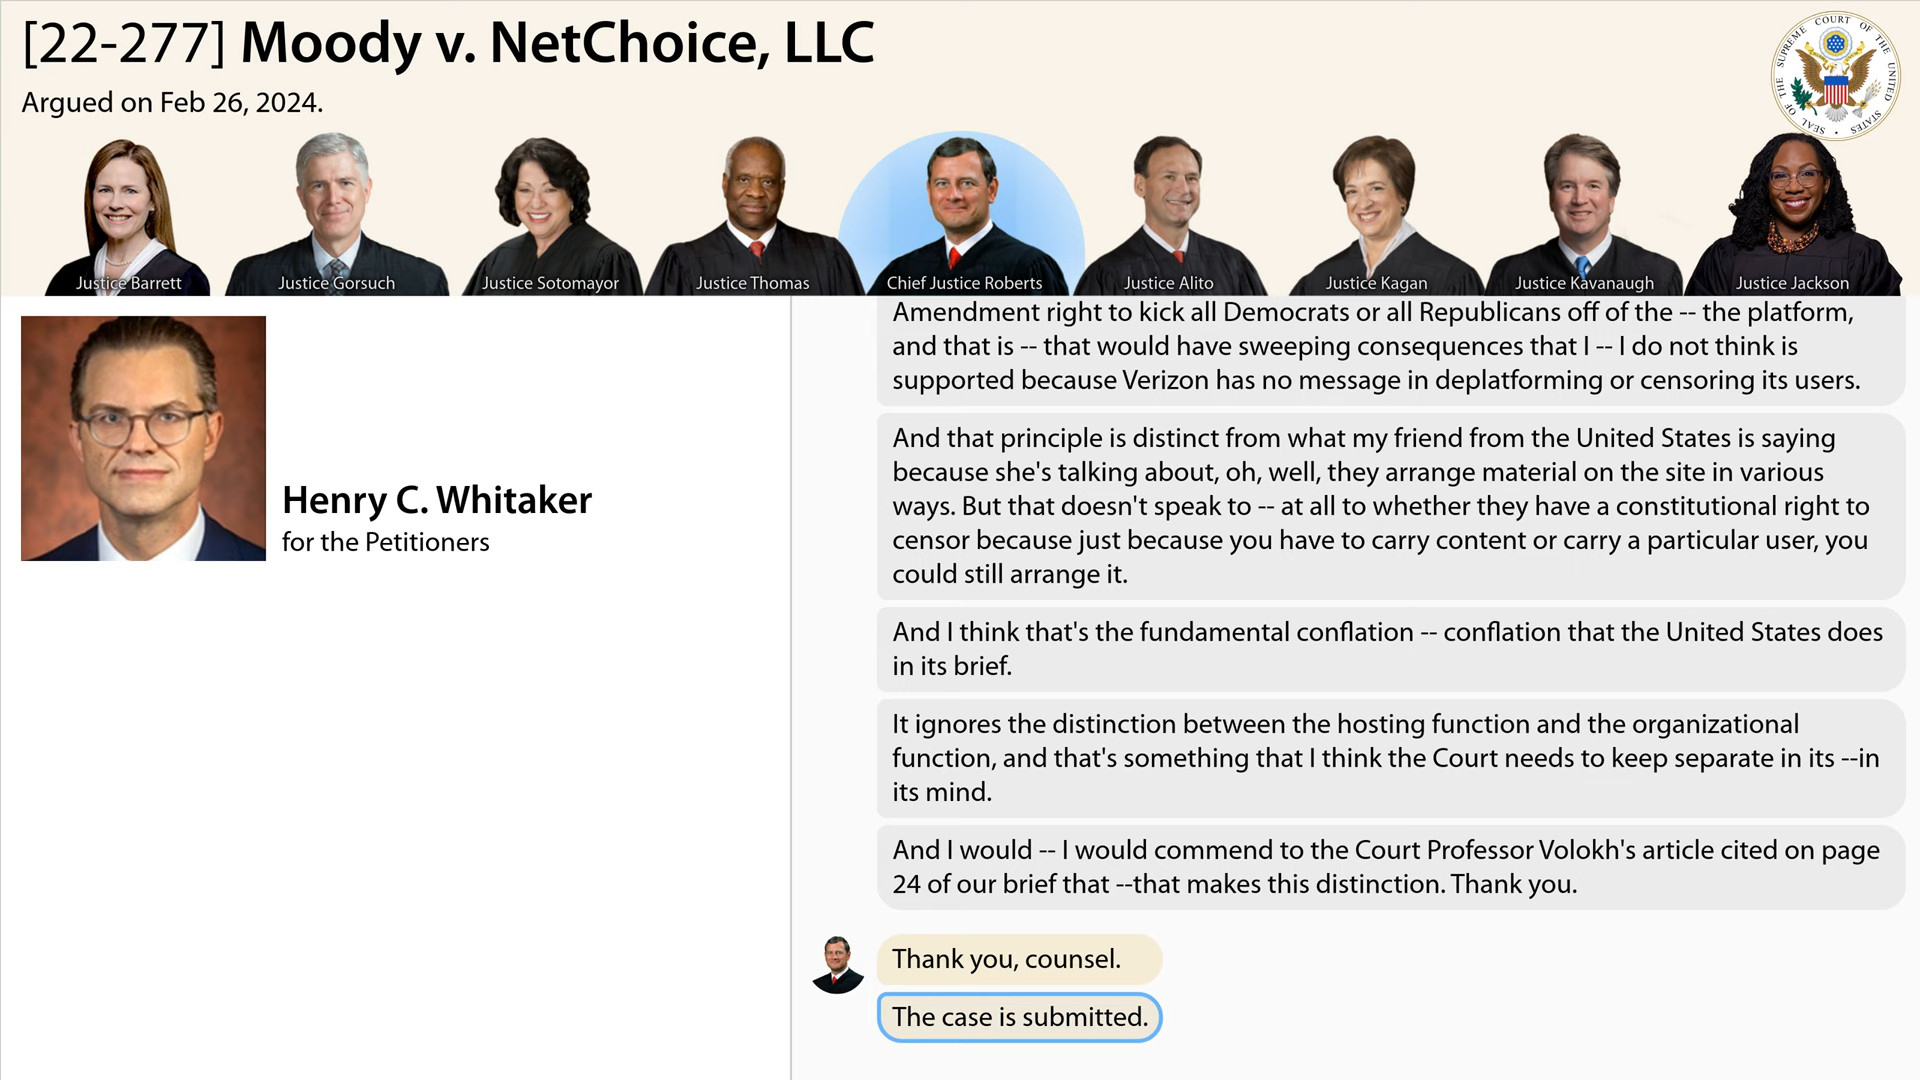 [22-277] Moody v. NetChoice, LLC
Argued on Feb 26, 2024.
SEAL OF THE SUPREME COURT OF THE UNITED STATES
Justice Barrett
Justice Gorsuch
Justice Sotomayor
Justice Thomas
Chief Justice Roberts
Justice Alito
Justice Kagan
Justice Kavanaugh
Justice Jackson
Henry C. Whitaker
for the Petitioners
Amendment right to kick all Democrats or all Republicans off of the -- the platform,
and that is -- that would have sweeping consequences that I -- I do not think is
supported because Verizon has no message in deplatforming or censoring its users.
And that principle is distinct from what my friend from the United States is saying
because she's talking about, oh, well, they arrange material on the site in various
ways. But that doesn't speak to -- at all to whether they have a constitutional right to
censor because just because you have to carry content or carry a particular user, you
could still arrange it.
And I think that's the fundamental conflation -- conflation that the United States does
in its brief.
It ignores the distinction between the hosting function and the organizational
function, and that's something that I think the Court needs to keep separate in its --in
its mind.
And I would -- I would commend to the Court Professor Volokh's article cited on page
24 of our brief that --that makes this distinction. Thank you.
Thank you, counsel.
The case is submitted.